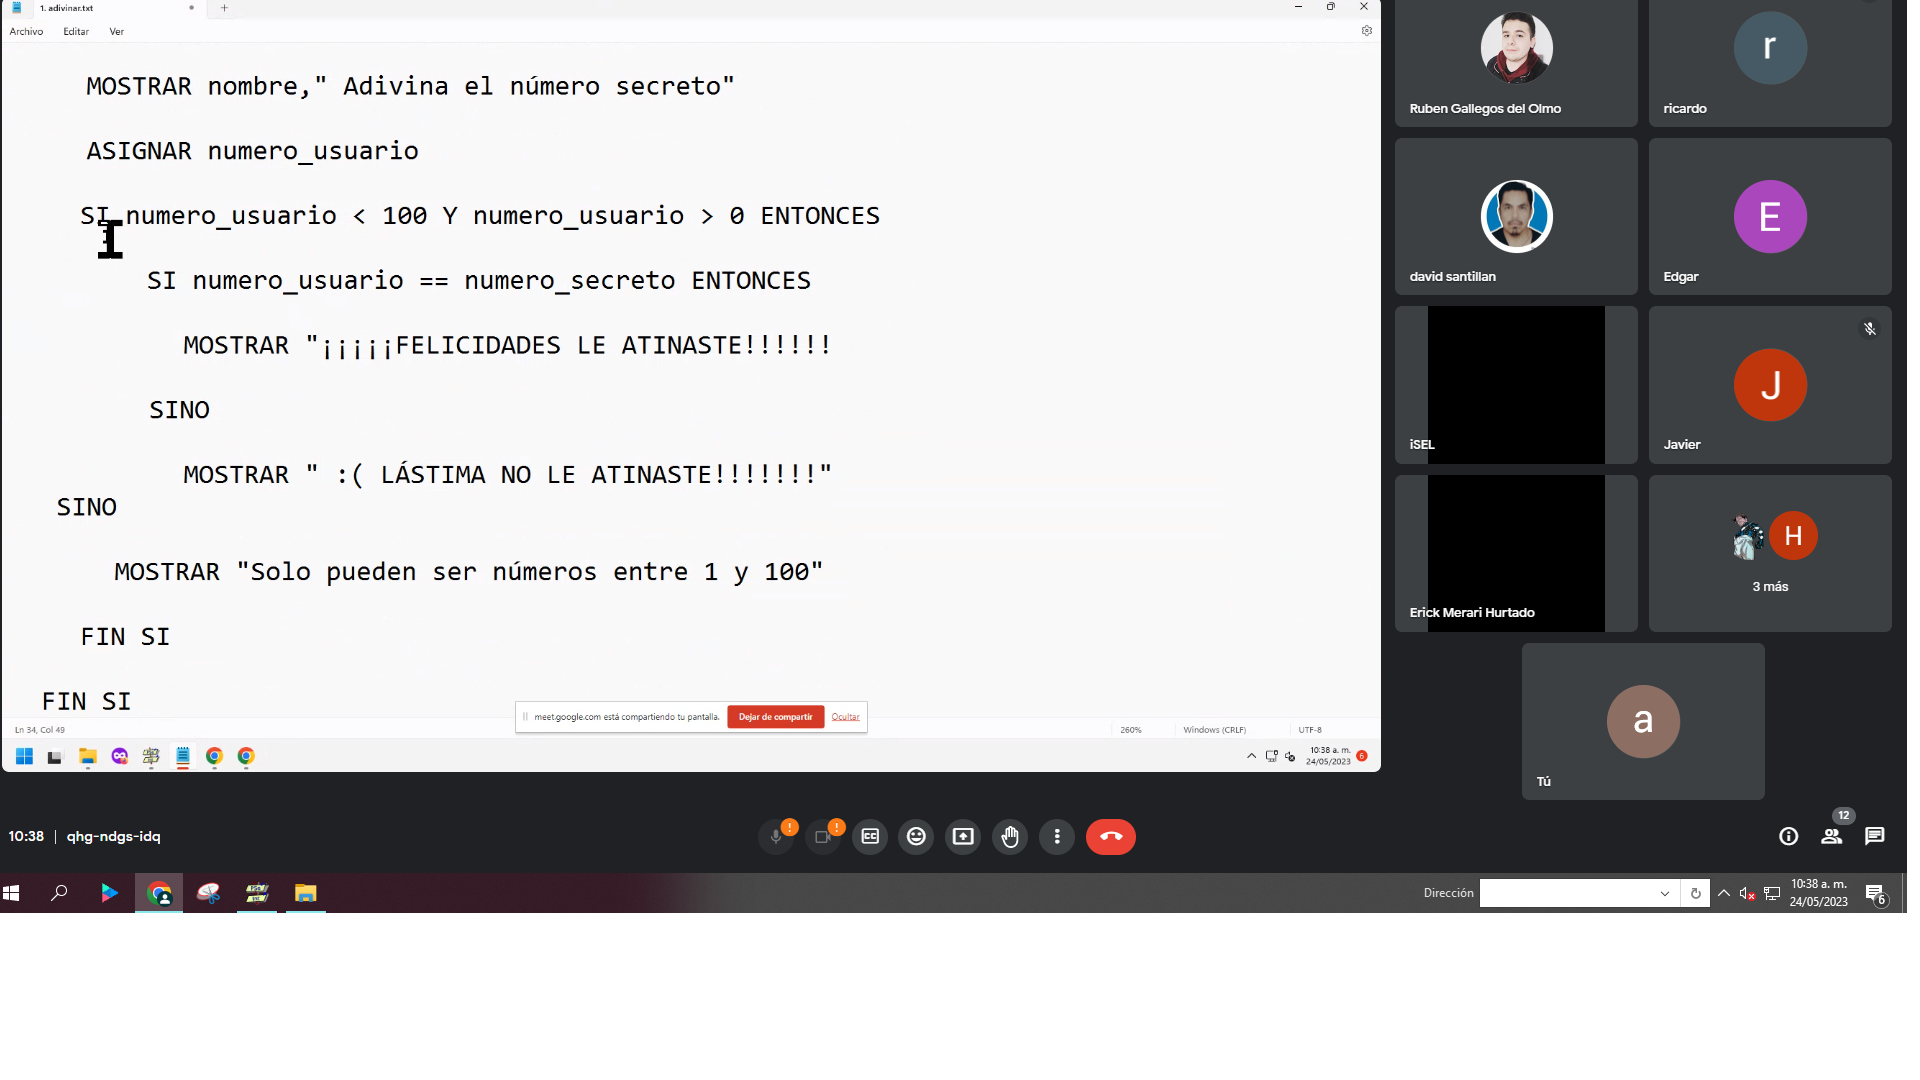 1. adivinar.txt
Archivo Editar Ver
MOSTRAR nombre," Adivina el número secreto"
ASIGNAR numero_usuario
SI numero_usuario < 100 Y numero_usuario > 0 ENTONCES
SI numero_usuario == numero_secreto ENTONCES
MOSTRAR "¡¡¡¡¡FELICIDADES LE ATINASTE!!!!!!
SINO
MOSTRAR " :( LÁSTIMA NO LE ATINASTE!!!!!!!"
SINO
MOSTRAR "Solo pueden ser números entre 1 y 100"
FIN SI
FIN SI
meet.google.com está compartiendo tu pantalla.
Dejar de compartir
Ocultar
Ln 34, Col 49
260%
Windows (CRLF)
UTF-8
10:38 a. m.
24/05/2023
6
Ruben Gallegos del Olmo
r
ricardo
david santillan
E
Edgar
iSEL
J
Javier
Erick Merari Hurtado
H
3 más
a
Tú
10:38 | qhg-ndgs-idq
12
Dirección
10:38 a. m.
24/05/2023
6